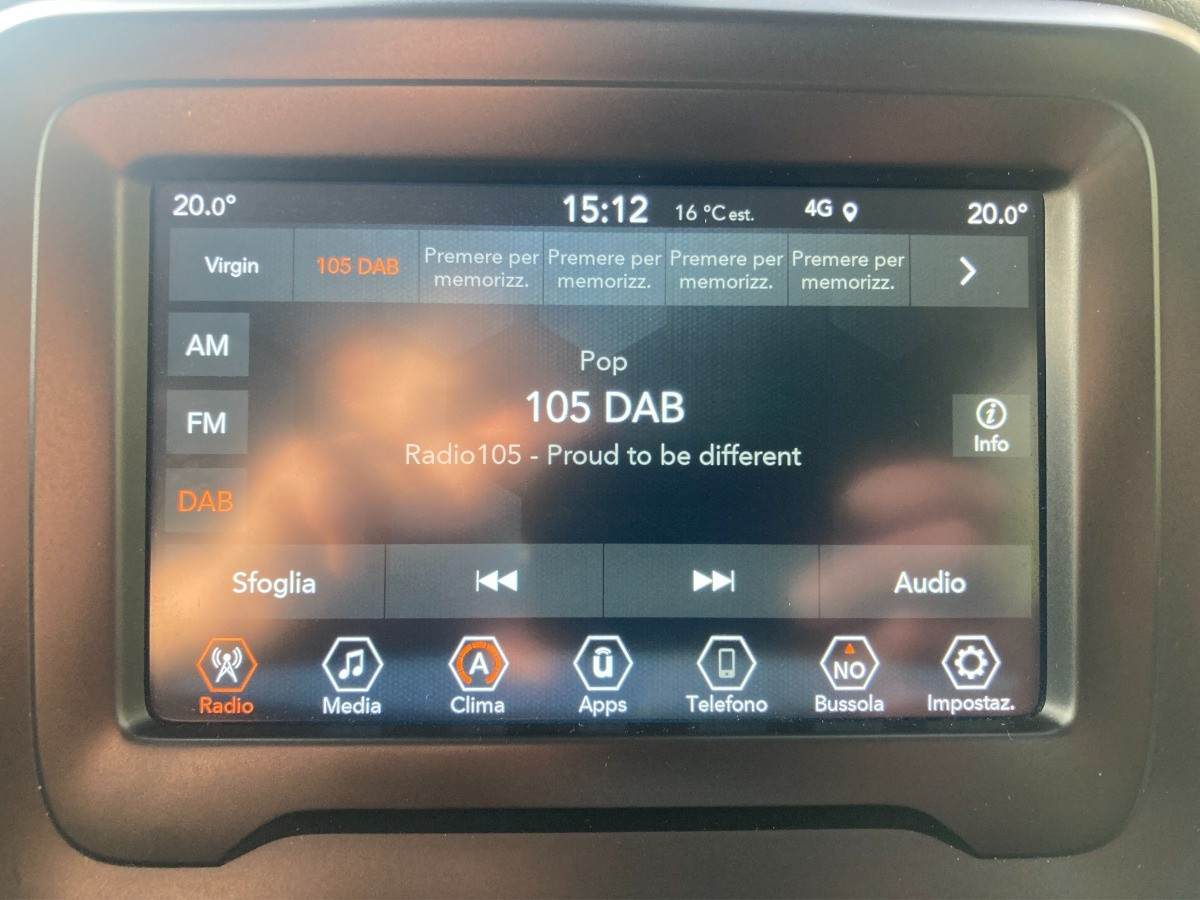 20.0°
15:12
16 °C est.
4G
20.0°
Virgin
105 DAB
Premere per
memorizz.
Premere per
memorizz.
Premere per
memorizz.
Premere per
memorizz.
AM
FM
DAB
Pop
105 DAB
Radio105 - Proud to be different
i
Info
Sfoglia
Audio
A
û
NO
Radio
Media
Clima
Apps
Telefono
Bussola
Impostaz.